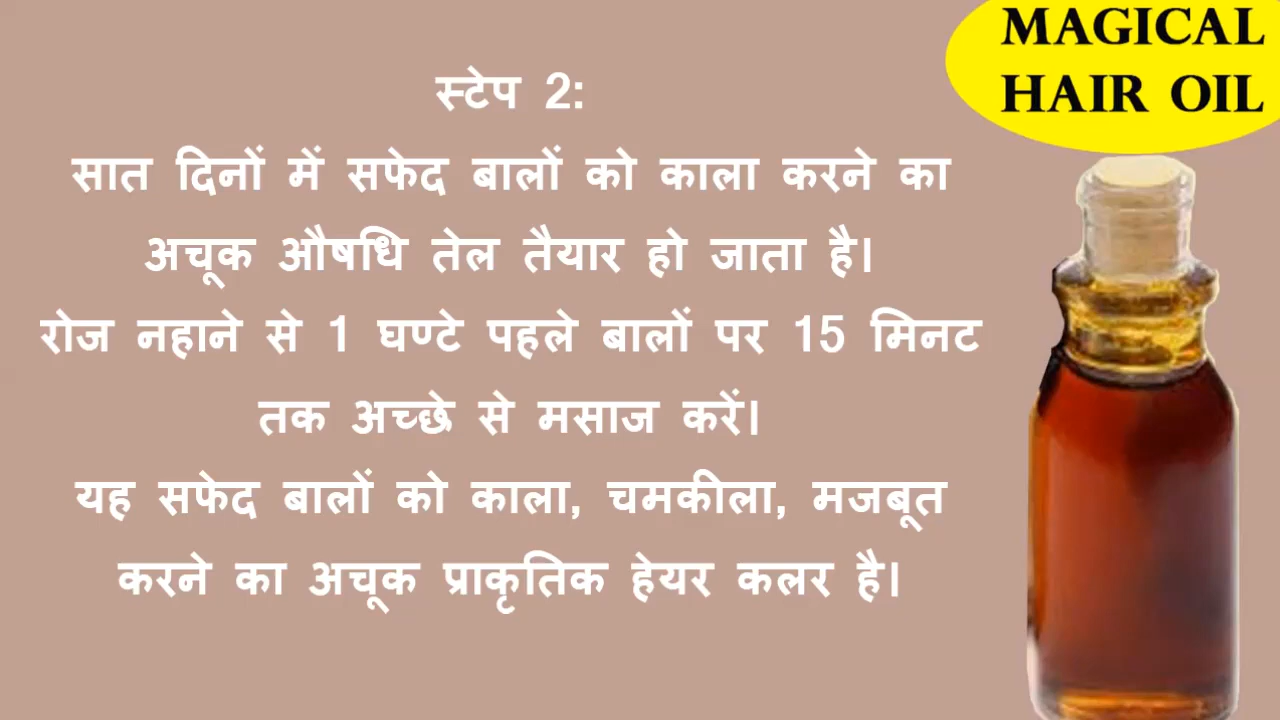 MAGICAL
HAIR OIL
स्टेप 2:
सात दिनों में सफेद बालों को काला करने का
अचूक औषधि तेल तैयार हो जाता है।
रोज नहाने से 1 घण्टे पहले बालों पर 15 मिनट
तक अच्छे से मसाज करें।
यह सफेद बालों को काला, चमकीला, मजबूत
करने का अचूक प्राकृतिक हेयर कलर है।